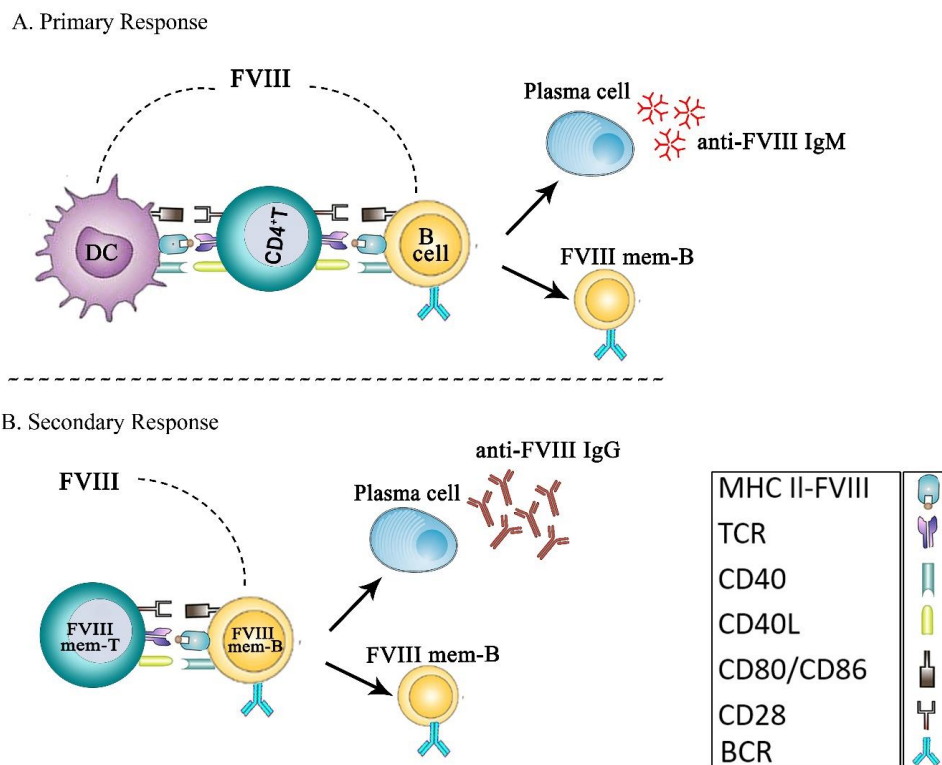 A. Primary Response
FVIII
Plasma cell
anti-FVIII IgM
DC
CD4+T
B
cell
FVIII mem-B
B. Secondary Response
anti-FVIII IgG
FVIII
Plasma cell
FVIII
mem-T
FVIII
mem-B
FVIII mem-B
MHC II-FVIII
TCR
CD40
CD40L
CD80/CD86
CD28
BCR